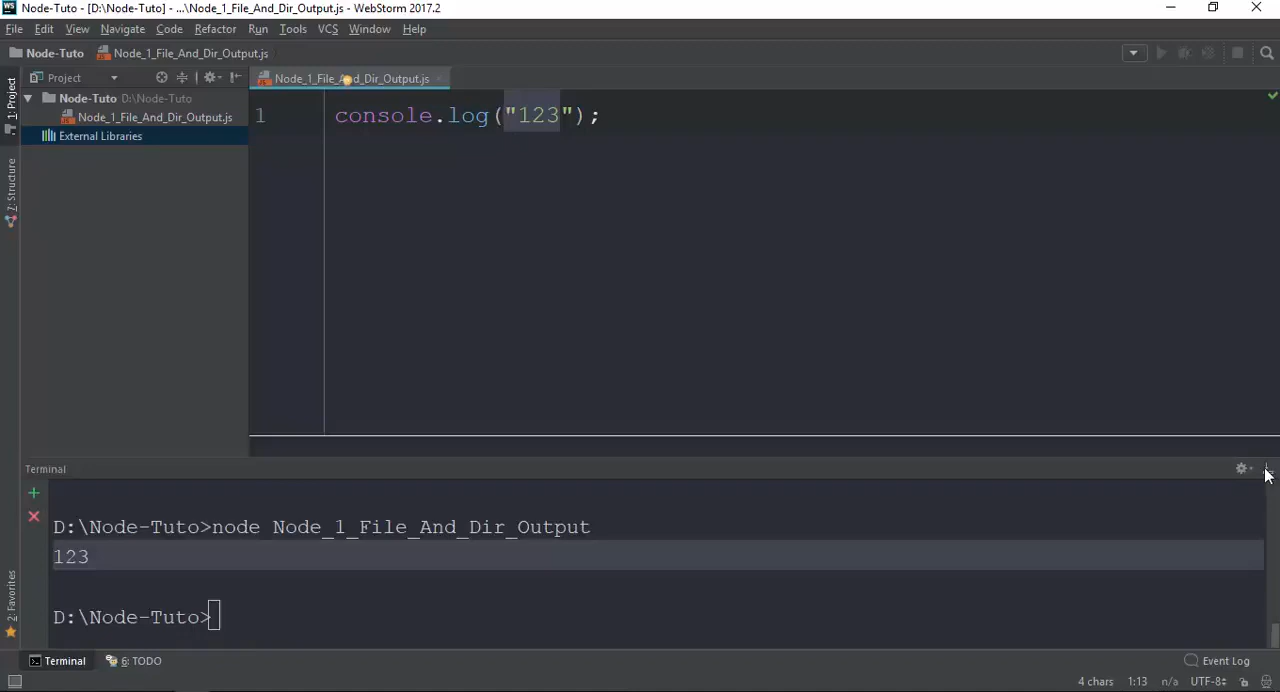 WS Node-Tuto - [D:\Node-Tuto] - ...\Node_1_File_And_Dir_Output.js - WebStorm 2017.2
File Edit View Navigate Code Refactor Run Tools VCS Window Help
Node-Tuto Node_1_File_And_Dir_Output.js
1: Project
Project
Node_1_File_And_Dir_Output.js
Node-Tuto D:\Node-Tuto
Node_1_File_And_Dir_Output.js
External Libraries
1 console.log("123");
7: Structure
Terminal
D:\Node-Tuto>node Node_1_File_And_Dir_Output
123
D:\Node-Tuto>
2: Favorites
Terminal 6: TODO Event Log
4 chars 1:13 n/a UTF-8